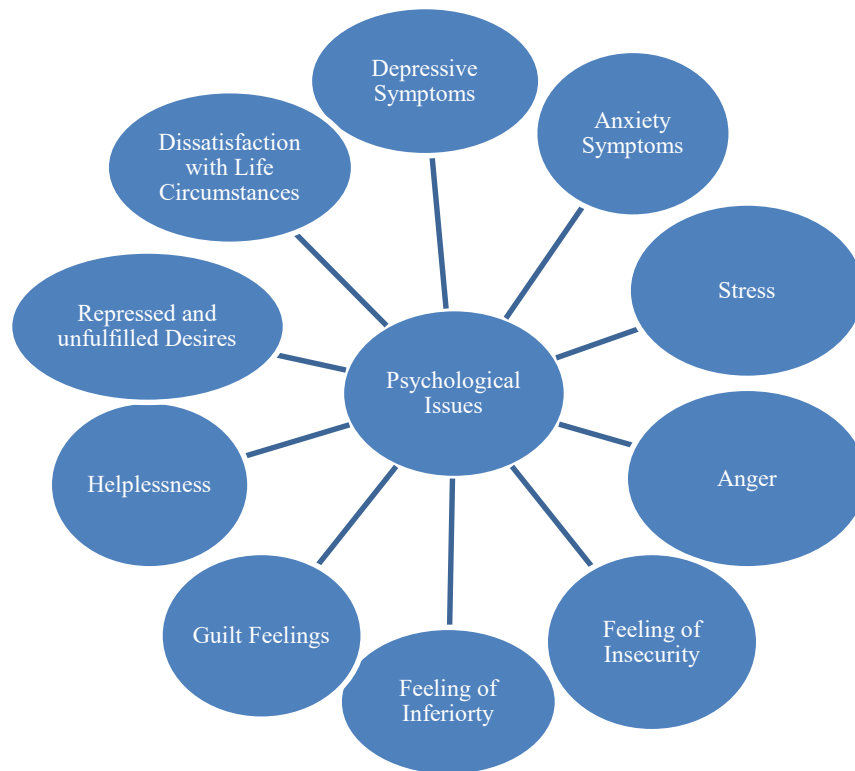 Depressive
Symptoms
Anxiety
Symptoms
Stress
Anger
Feeling of
Insecurity
Feeling of
Inferiorty
Guilt Feelings
Helplessness
Repressed and
unfulfilled Desires
Dissatisfaction
with Life
Circumstances
Psychological
Issues